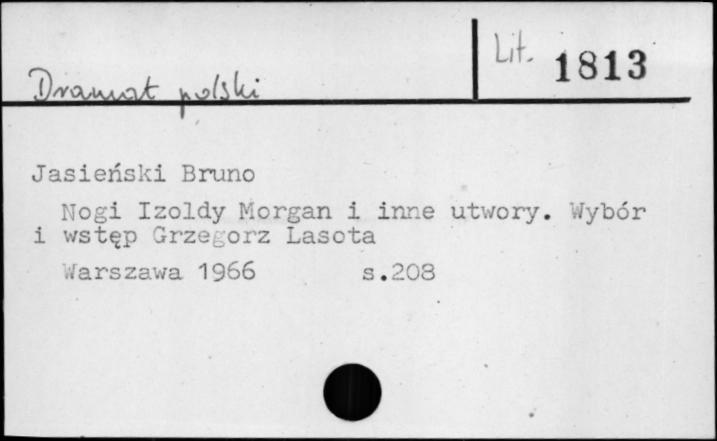 Lit. 1813
Dramat polski
Jasieński Bruno
Nogi Izoldy Morgan i inne utwory. Wybór
i wstęp Grzegorz Lasota
Warszawa 1966 s.208